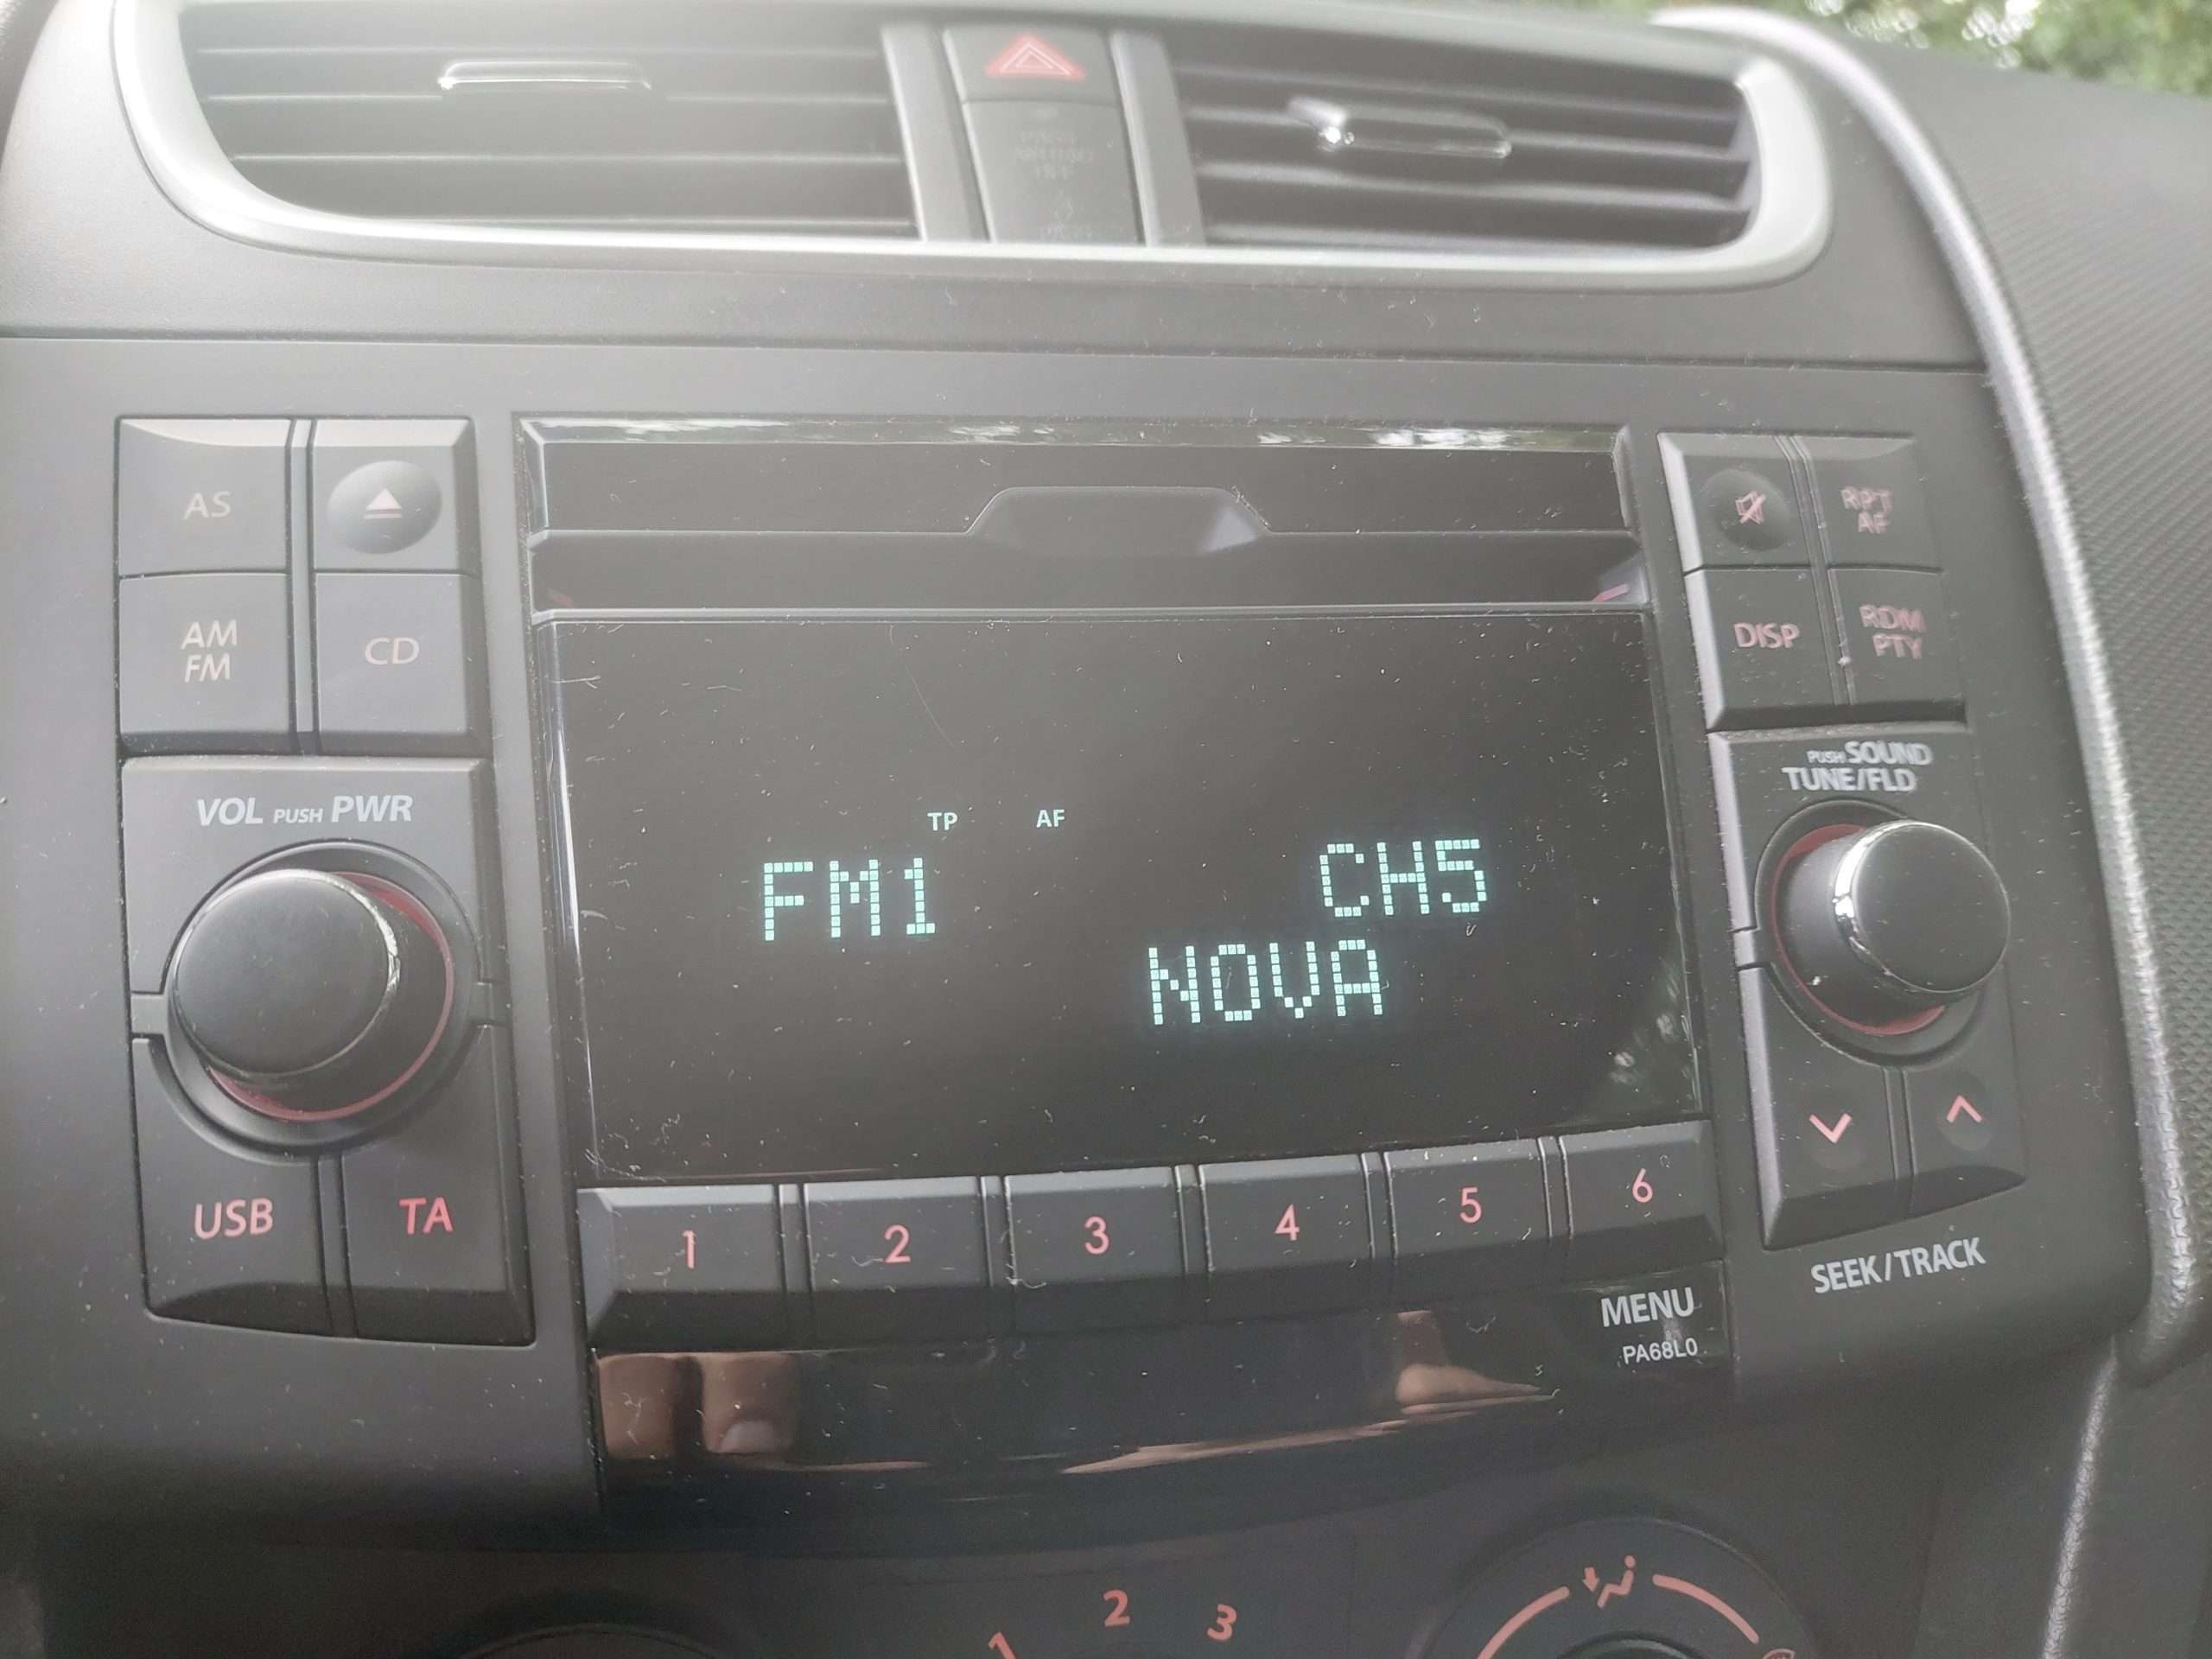 AS
AM
FM
CD
RPT
AF
DISP
RDM
PTY
VOL PUSH PWR
PUSH SOUND
TUNE/FLD
TP AF
FM1 CH5
NOVA
USB
TA
1 2 3 4 5 6
SEEK/TRACK
MENU
PA68L0
1 2 3